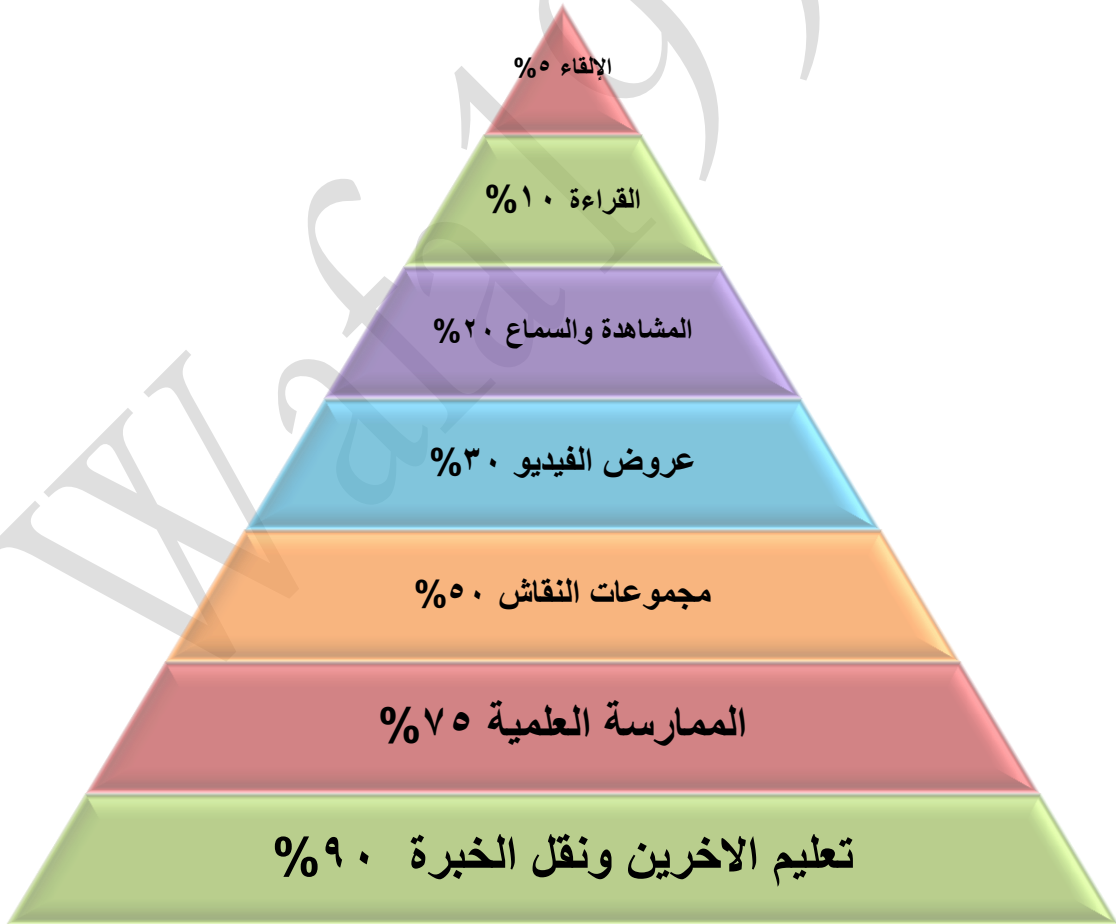 الإلقاء ٥%
القراءة ١٠%
المشاهدة والسماع ٢٠%
عروض الفيديو ٣٠%
مجموعات النقاش ٥٠%
الممارسة العلمية ٧٥%
تعليم الاخرين ونقل الخبرة ٩٠%